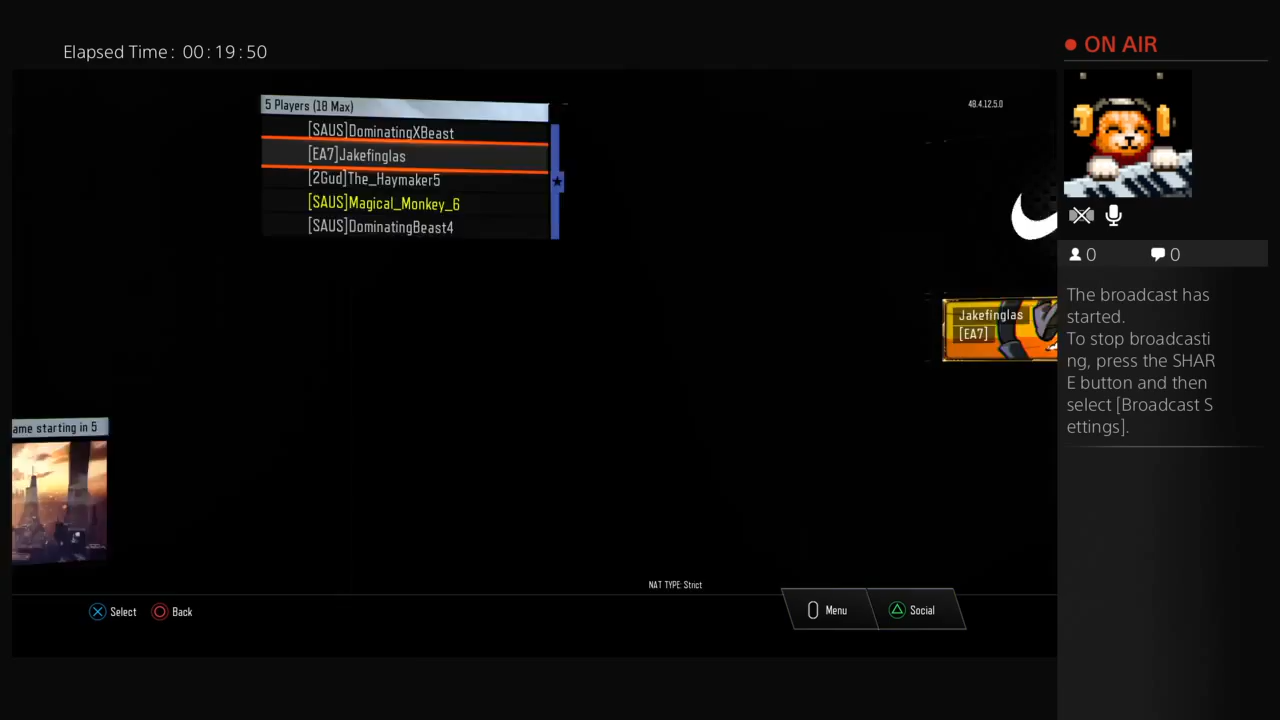 Elapsed Time: 00:19:50
ON AIR
5 Players (18 Max)
48.4.12.5.0
[SAUS]DominatingXBeast
[EA7]Jakefinglas
[2Gud]The_Haymaker5
[SAUS]Magical_Monkey_6
[SAUS]DominatingBeast4
0
0
The broadcast has
started.
To stop broadcasti
ng, press the SHAR
E button and then
select [Broadcast S
ettings].
Jakefinglas
[EA7]
ame starting in 5
NAT TYPE: Strict
Select
Back
Menu
Social